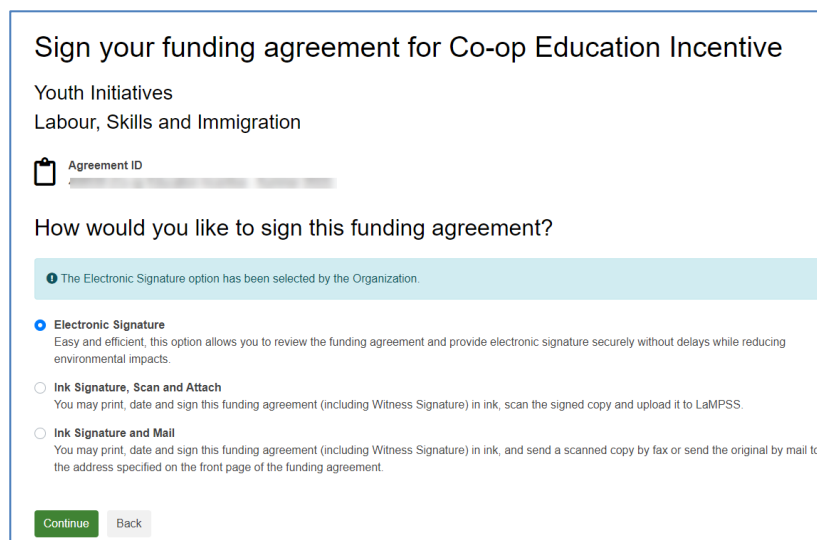 Sign your funding agreement for Co-op Education Incentive
Youth Initiatives
Labour, Skills and Immigration
Agreement ID
How would you like to sign this funding agreement?
The Electronic Signature option has been selected by the Organization.
Electronic Signature
Easy and efficient, this option allows you to review the funding agreement and provide electronic signature securely without delays while reducing
environmental impacts.
Ink Signature, Scan and Attach
You may print, date and sign this funding agreement (including Witness Signature) in ink, scan the signed copy and upload it to LaMPSS.
Ink Signature and Mail
You may print, date and sign this funding agreement (including Witness Signature) in ink, and send a scanned copy by fax or send the original by mail to
the address specified on the front page of the funding agreement.
Continue Back